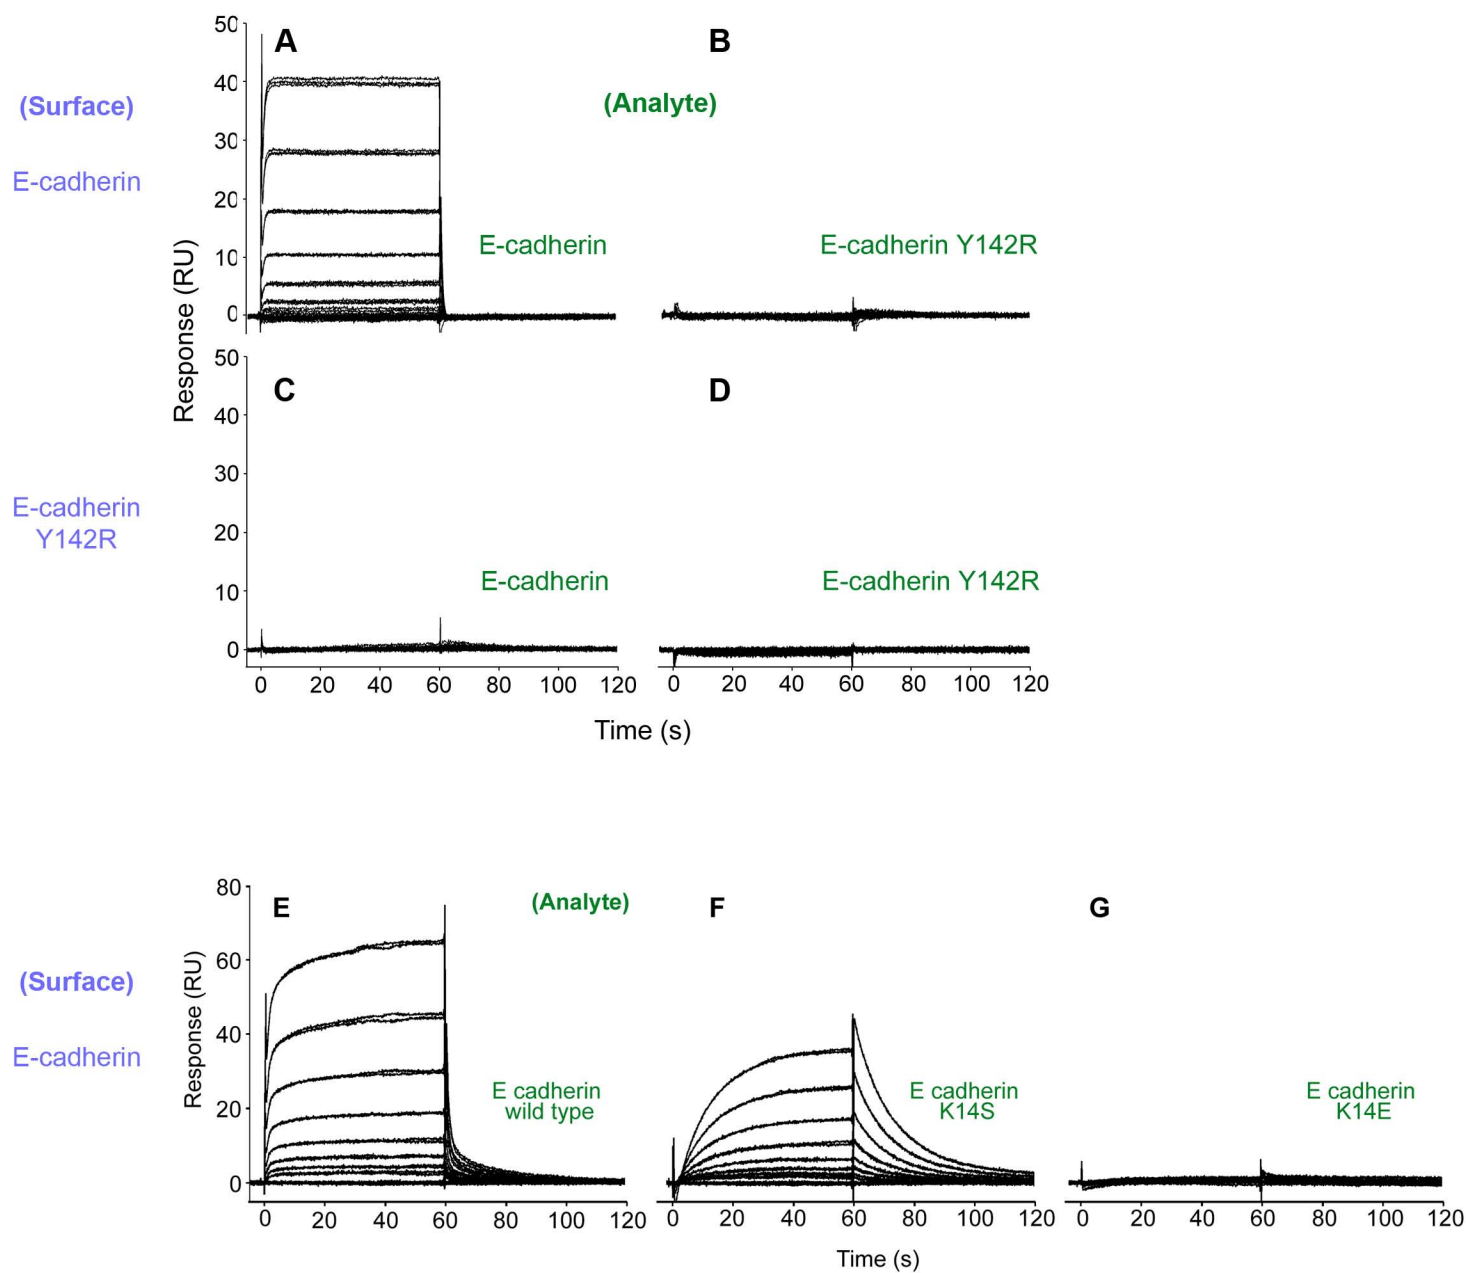 A
B
(Surface)
(Analyte)
E-cadherin
E-cadherin
E-cadherin Y142R
Response (RU)
50
40
30
20
10
0
C
D
E-cadherin
Y142R
E-cadherin
E-cadherin Y142R
50
40
30
20
10
0
0 20 40 60 80 100 120
0 20 40 60 80 100 120
Time (s)
E
(Analyte)
F
G
(Surface)
E-cadherin
Response (RU)
80
60
40
20
0
E cadherin
wild type
E cadherin
K14S
E cadherin
K14E
0 20 40 60 80 100 120
0 20 40 60 80 100 120
0 20 40 60 80 100 120
Time (s)